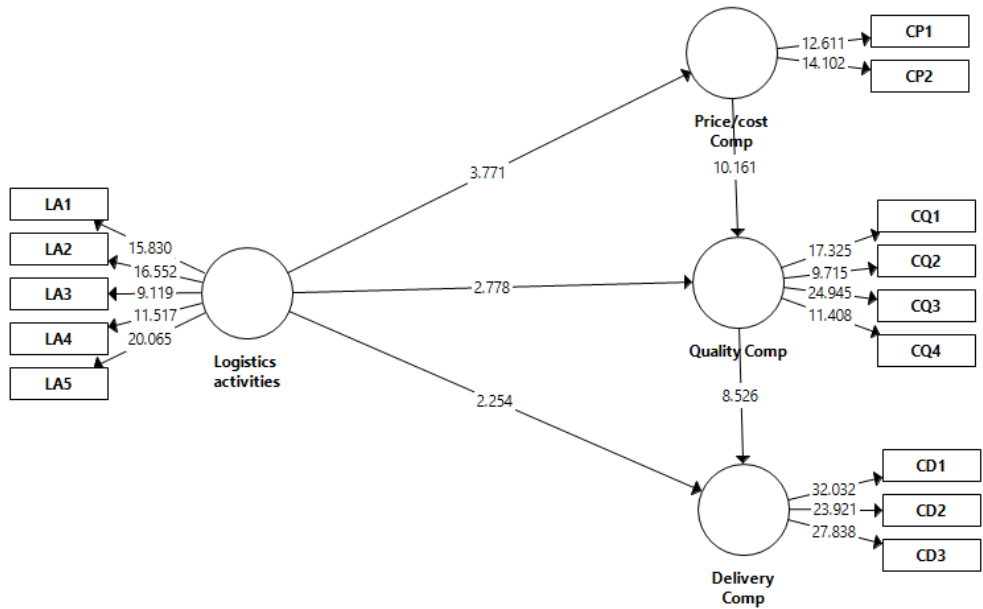 CP1
12.611
14.102
CP2
Price/cost
Comp
10.161
3.771
LA1
LA2
LA3
LA4
LA5
15.830
16.552
9.119
11.517
20.065
Logistics
activities
2.778
2.254
CQ1
CQ2
CQ3
CQ4
17.325
9.715
24.945
11.408
Quality Comp
8.526
CD1
CD2
CD3
32.032
23.921
27.838
Delivery
Comp